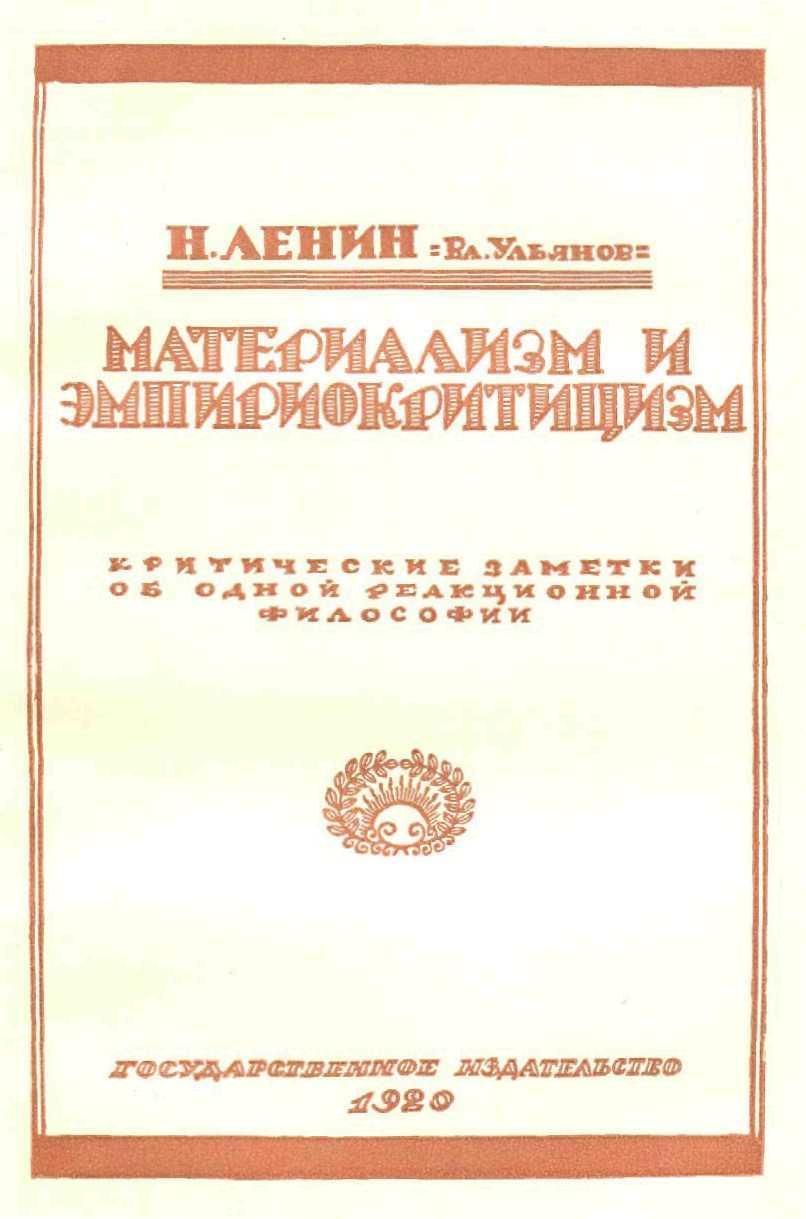 Н. ЛЕНИН =Вл. Ульянов=
МАТЕРИАЛИЗМ И
ЭМПИРИОКРИТИЦИЗМ
КРИТИЧЕСКИЕ ЗАМЕТКИ
ОБ ОДНОЙ РЕАКЦИОННОЙ
ФИЛОСОФИИ
ГОСУДАРСТВЕННОЕ ИЗДАТЕЛЬСТВО
1920